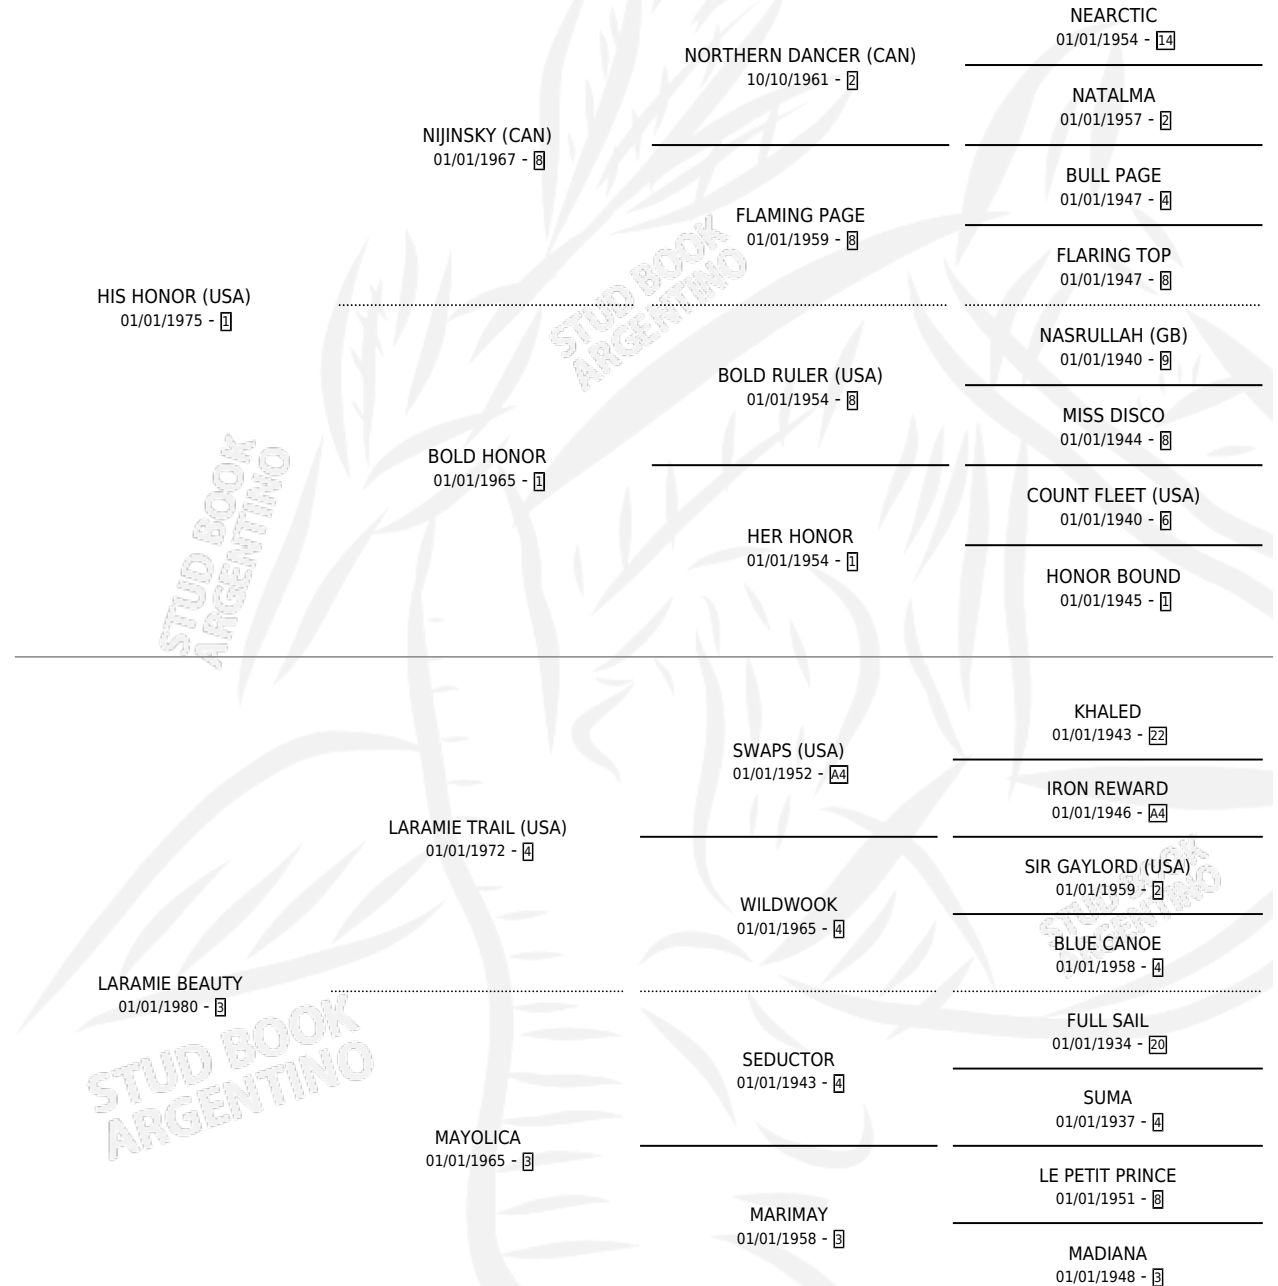 NEARCTIC
01/01/1954 - 14
NORTHERN DANCER (CAN)
10/10/1961 - 2
NATALMA
01/01/1957 - 2
NIJINSKY (CAN)
01/01/1967 - 8
BULL PAGE
01/01/1947 - 4
FLAMING PAGE
01/01/1959 - 8
FLARING TOP
01/01/1947 - 8
HIS HONOR (USA)
01/01/1975 - 1
NASRULLAH (GB)
01/01/1940 - 9
BOLD RULER (USA)
01/01/1954 - 8
MISS DISCO
01/01/1944 - 8
BOLD HONOR
01/01/1965 - 1
COUNT FLEET (USA)
01/01/1940 - 6
HER HONOR
01/01/1954 - 1
HONOR BOUND
01/01/1945 - 1
KHALED
01/01/1943 - 22
SWAPS (USA)
01/01/1952 - A4
IRON REWARD
01/01/1946 - A4
LARAMIE TRAIL (USA)
01/01/1972 - 4
SIR GAYLORD (USA)
01/01/1959 - 2
WILDWOOK
01/01/1965 - 4
BLUE CANOE
01/01/1958 - 4
LARAMIE BEAUTY
01/01/1980 - 3
FULL SAIL
01/01/1934 - 20
SEDUCTOR
01/01/1943 - 4
SUMA
01/01/1937 - 4
MAYOLICA
01/01/1965 - 3
LE PETIT PRINCE
01/01/1951 - 8
MARIMAY
01/01/1958 - 3
MADIANA
01/01/1948 - 3
STUD BOOK
ARGENTINO
STUD BOOK
ARGENTINO
STUD BOOK
ARGENTINO
STUD BOOK
ARGENTINO